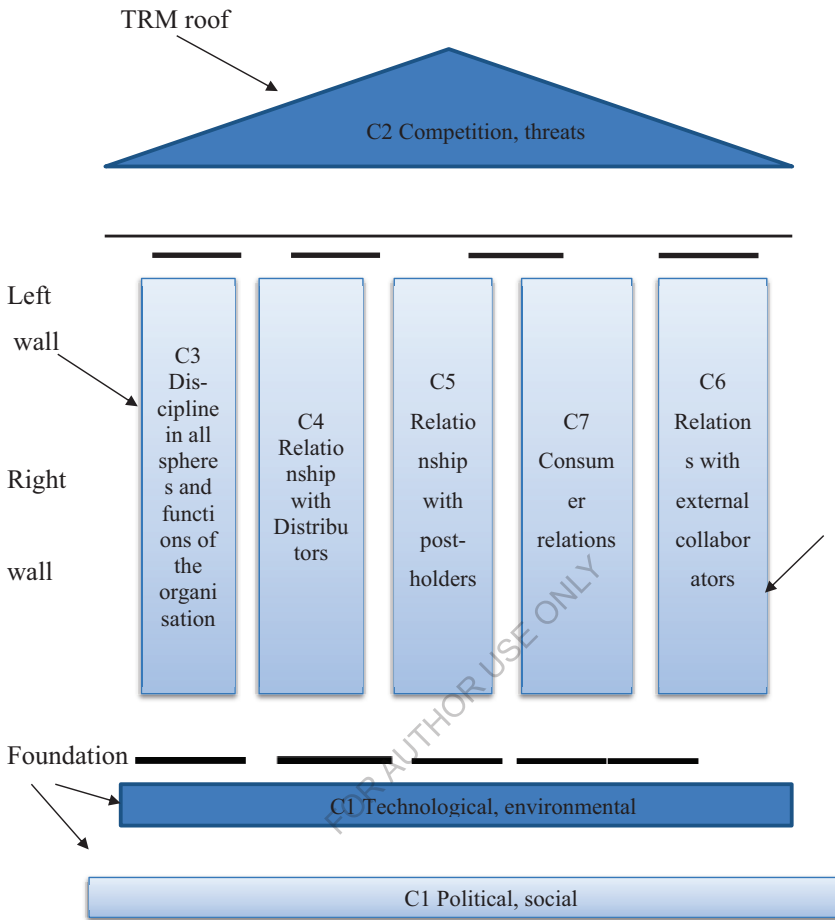 TRM roof
C2 Competition, threats
Left
wall
Right
wall
C3
Dis-
cipline
in all
sphere
s and
functi
ons of
the
organi
sation
C4
Relatio
nship
with
Distribu
tors
C5
Relatio
nship
with
post-
holders
C7
Consum
er
relations
C6
Relation
s with
external
collabor
ators
FOR AUTHOR USE ONLY
Foundation
C1 Technological, environmental
C1 Political, social